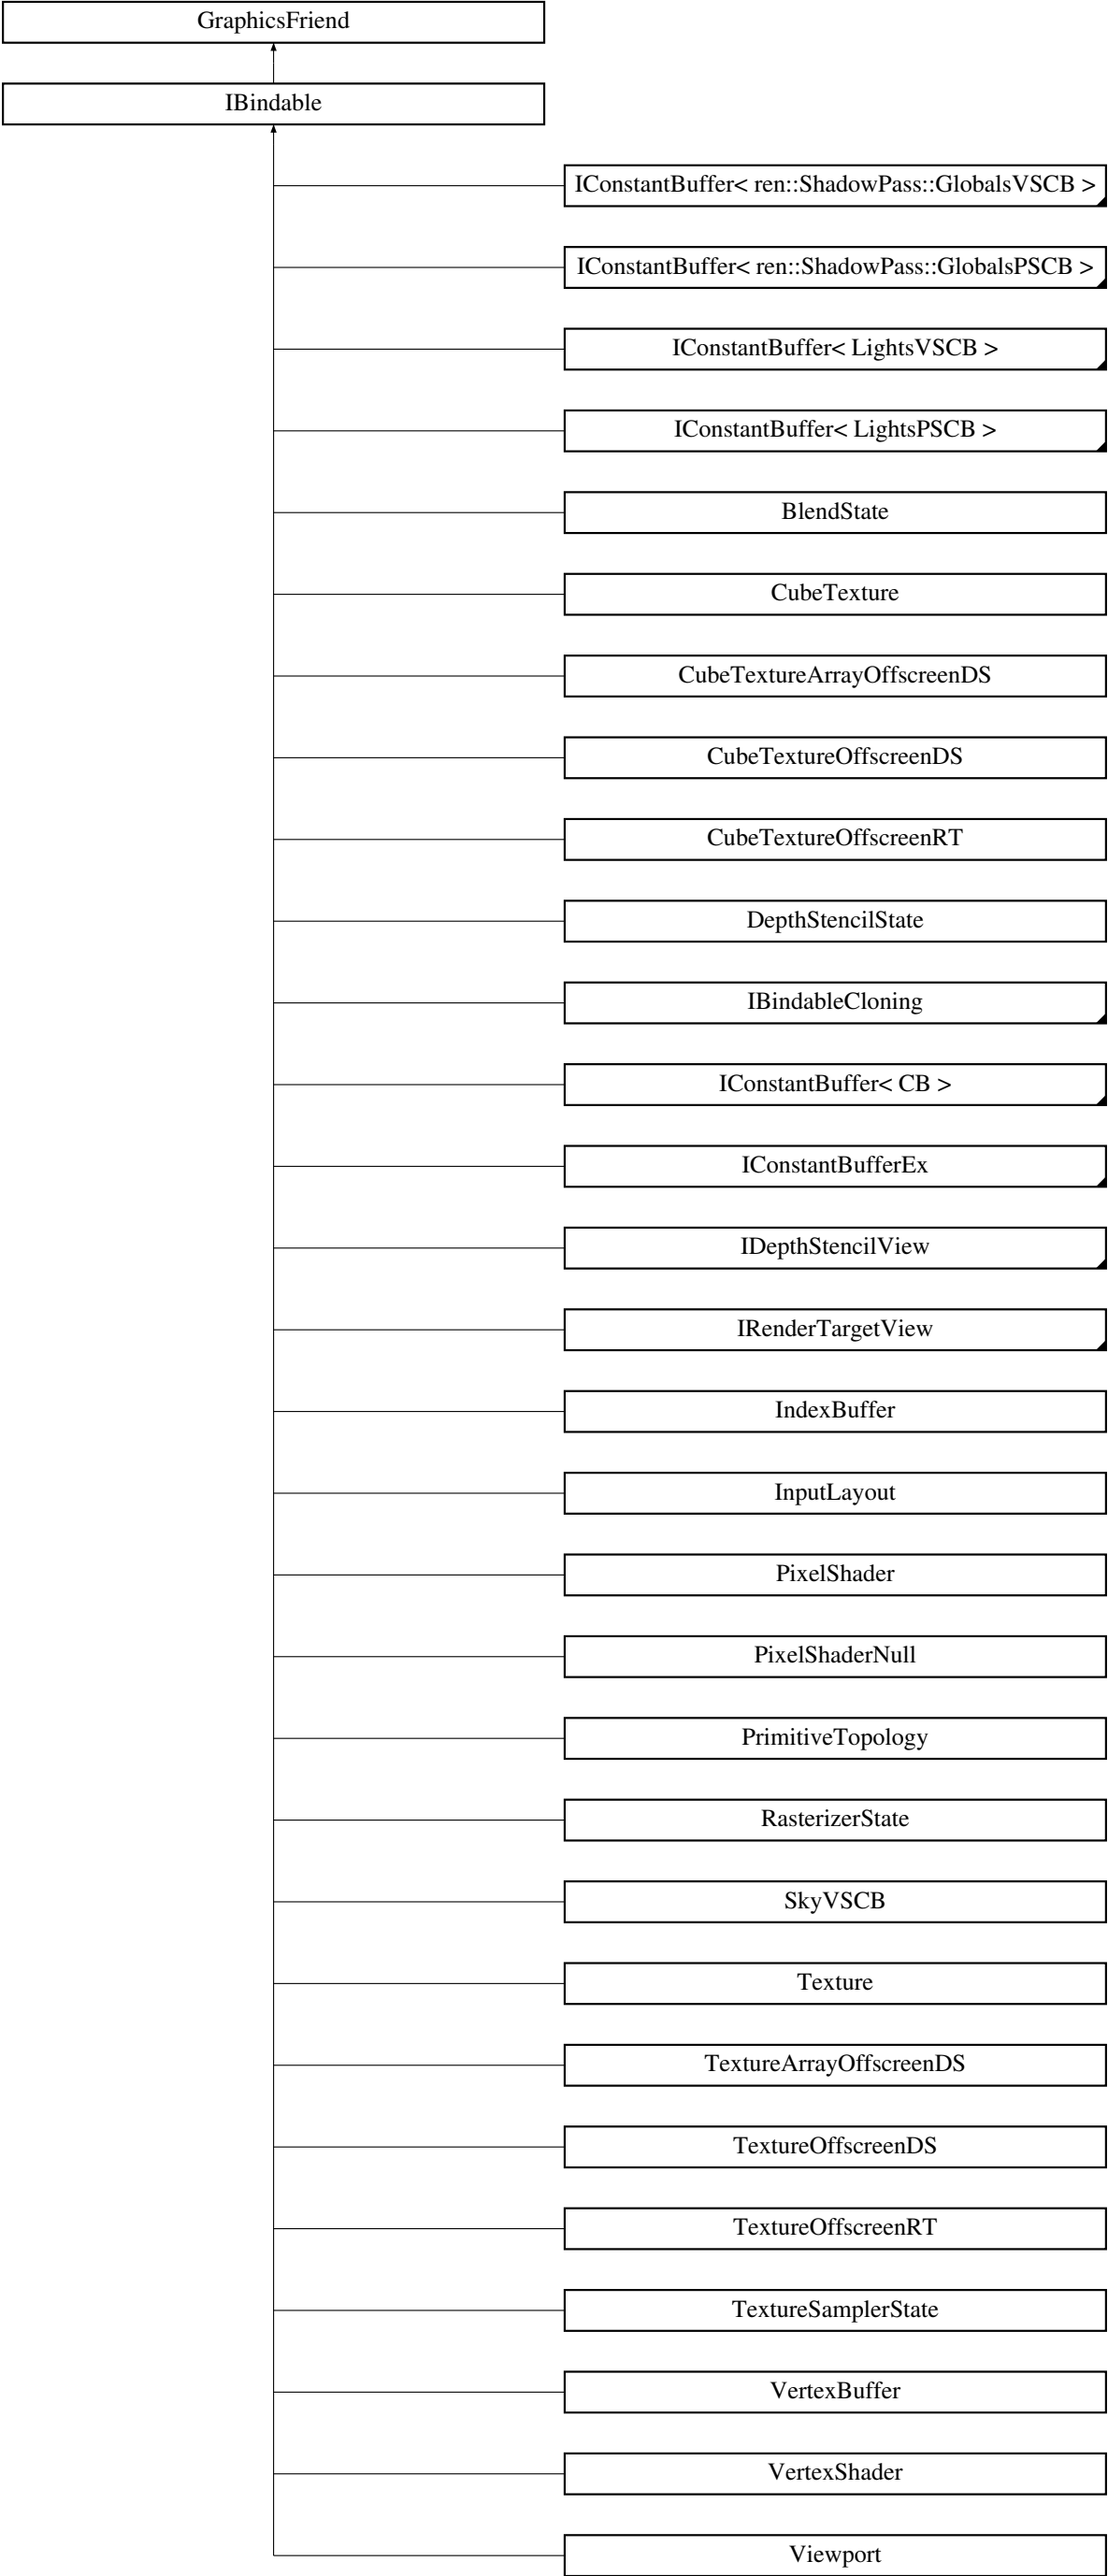 GraphicsFriend
IBindable
IConstantBuffer< ren::ShadowPass::GlobalsVSCB >
IConstantBuffer< ren::ShadowPass::GlobalsPSCB >
IConstantBuffer< LightsVSCB >
IConstantBuffer< LightsPSCB >
BlendState
CubeTexture
CubeTextureArrayOffscreenDS
CubeTextureOffscreenDS
CubeTextureOffscreenRT
DepthStencilState
IBindableCloning
IConstantBuffer< CB >
IConstantBufferEx
IDepthStencilView
IRenderTargetView
IndexBuffer
InputLayout
PixelShader
PixelShaderNull
PrimitiveTopology
RasterizerState
SkyVSCB
Texture
TextureArrayOffscreenDS
TextureOffscreenDS
TextureOffscreenRT
TextureSamplerState
VertexBuffer
VertexShader
Viewport